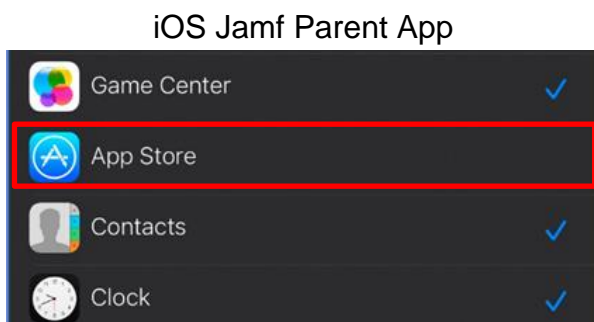 iOS Jamf Parent App
Game Center
App Store
Contacts
Clock